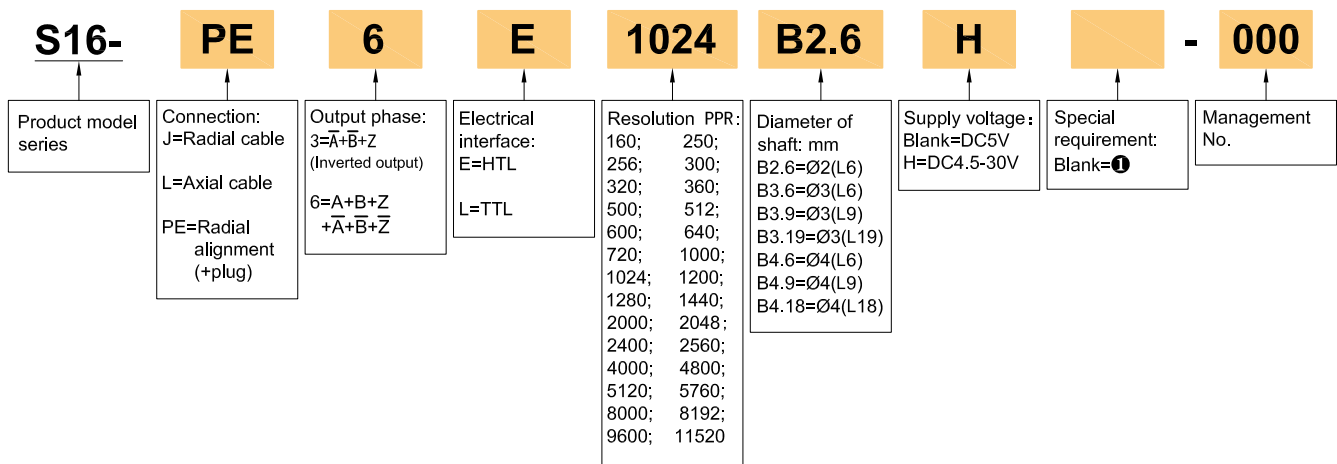 S16- PE 6 E 1024 B2.6 H - 000
Product model
series
Connection:
J=Radial cable
L=Axial cable
PE=Radial
alignment
(+plug)
Output phase:
3=A̅+B̅+Z
(Inverted output)
6=A+B+Z
+A̅+B̅+Z̅
Electrical
interface:
E=HTL
L=TTL
Resolution PPR:
160; 250;
256; 300;
320; 360;
500; 512;
600; 640;
720; 1000;
1024; 1200;
1280; 1440;
2000; 2048;
2400; 2560;
4000; 4800;
5120; 5760;
8000; 8192;
9600; 11520
Diameter of
shaft: mm
B2.6=Ø2(L6)
B3.6=Ø3(L6)
B3.9=Ø3(L9)
B3.19=Ø3(L19)
B4.6=Ø4(L6)
B4.9=Ø4(L9)
B4.18=Ø4(L18)
Supply voltage:
Blank=DC5V
H=DC4.5-30V
Special
requirement:
Blank=❶
Management
No.